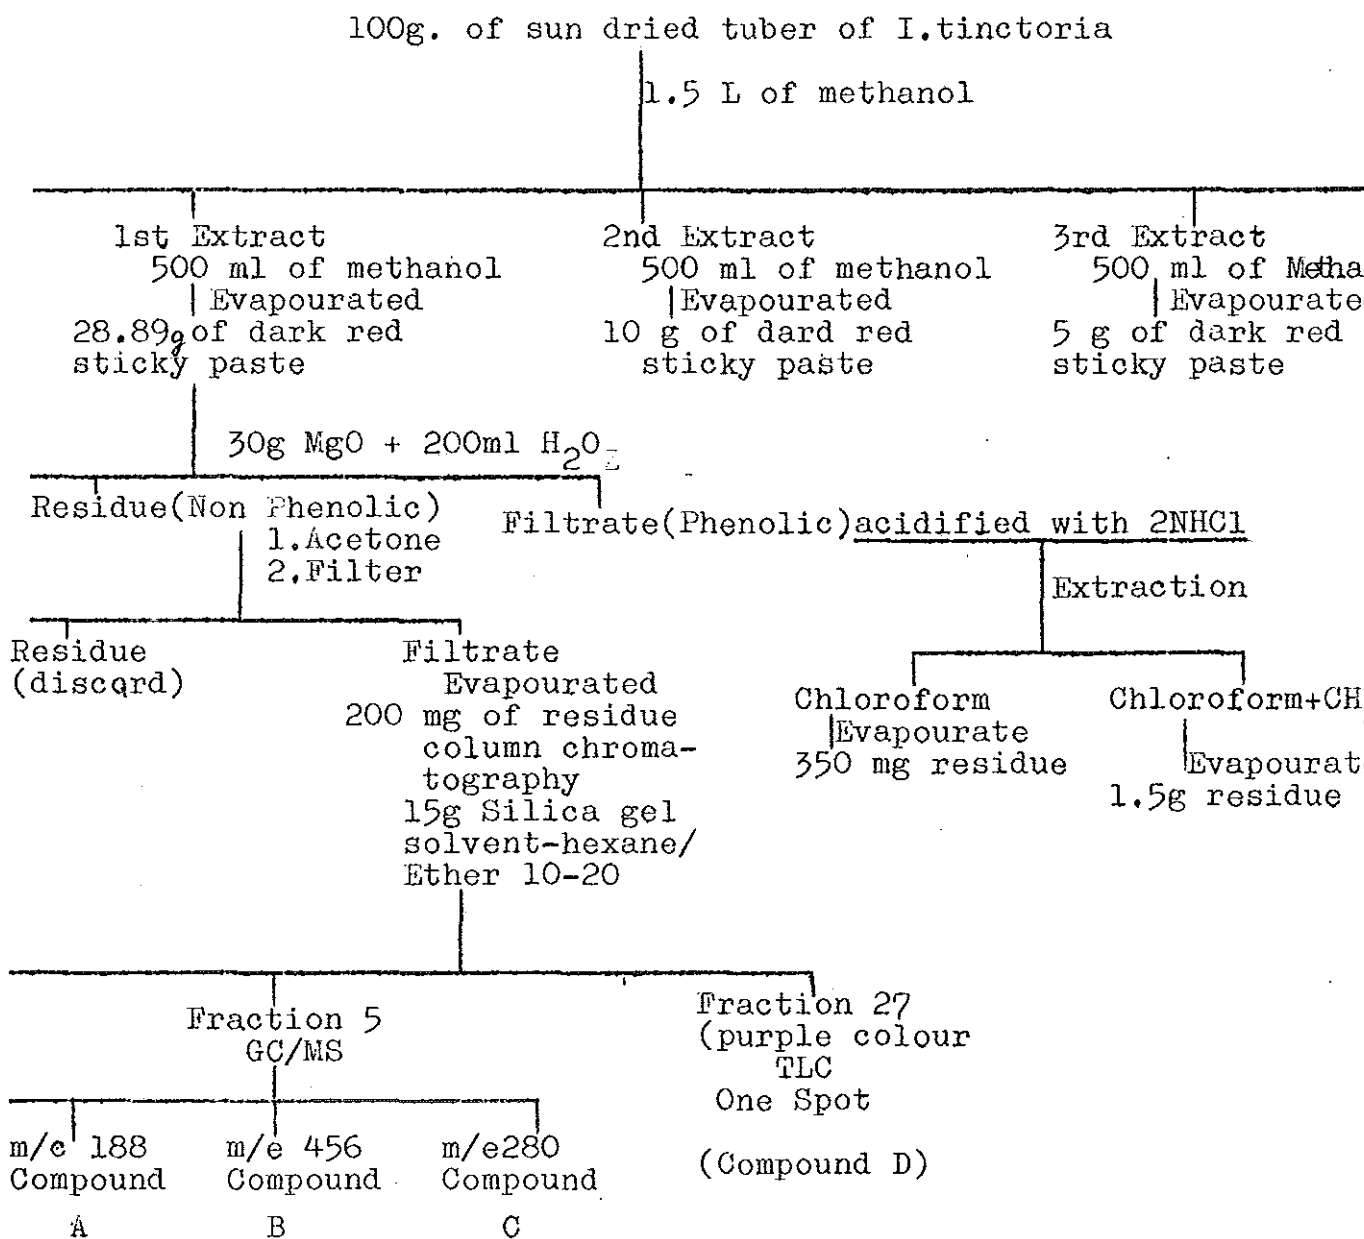 100g. of sun dried tuber of I.tinctoria
1.5 L of methanol
1st Extract
500 ml of methanol
Evapourated
28.89g of dark red
sticky paste
2nd Extract
500 ml of methanol
Evapourated
10 g of dard red
sticky paste
3rd Extract
500 ml of Metha
Evapourate
5 g of dark red
sticky paste
30g MgO + 200ml H2O
Residue(Non Phenolic)
1.Acetone
2.Filter
Filtrate(Phenolic)acidified with 2NHCl
Extraction
Residue
(discard)
Filtrate
Evapourated
200 mg of residue
column chroma-
tography
15g Silica gel
solvent-hexane/
Ether 10-20
Chloroform
Evapourate
350 mg residue
Chloroform+CH
Evapourat
1.5g residue
Fraction 5
GC/MS
Fraction 27
(purple colour
TLC
One Spot
(Compound D)
m/e 188
Compound
A
m/e 456
Compound
B
m/e280
Compound
C